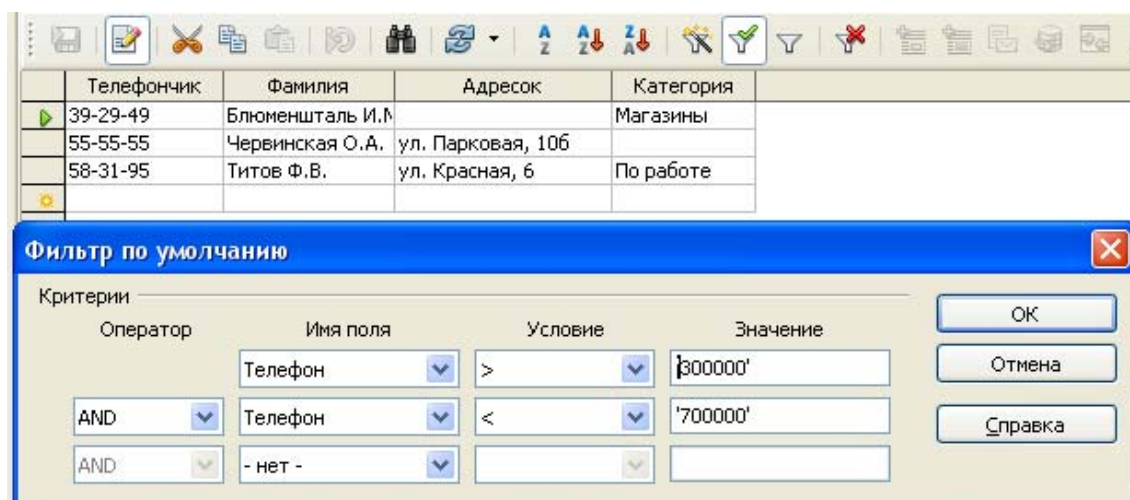 Телефончик Фамилия Адресок Категория
39-29-49 Блюменшталь И.М Магазины
55-55-55 Червинская О.А. ул. Парковая, 10б
58-31-95 Титов Ф.В. ул. Красная, 6 По работе
Фильтр по умолчанию
Критерии
Оператор Имя поля Условие Значение
ОК
Телефон > '300000'
Отмена
AND Телефон < '700000'
Справка
AND - нет -